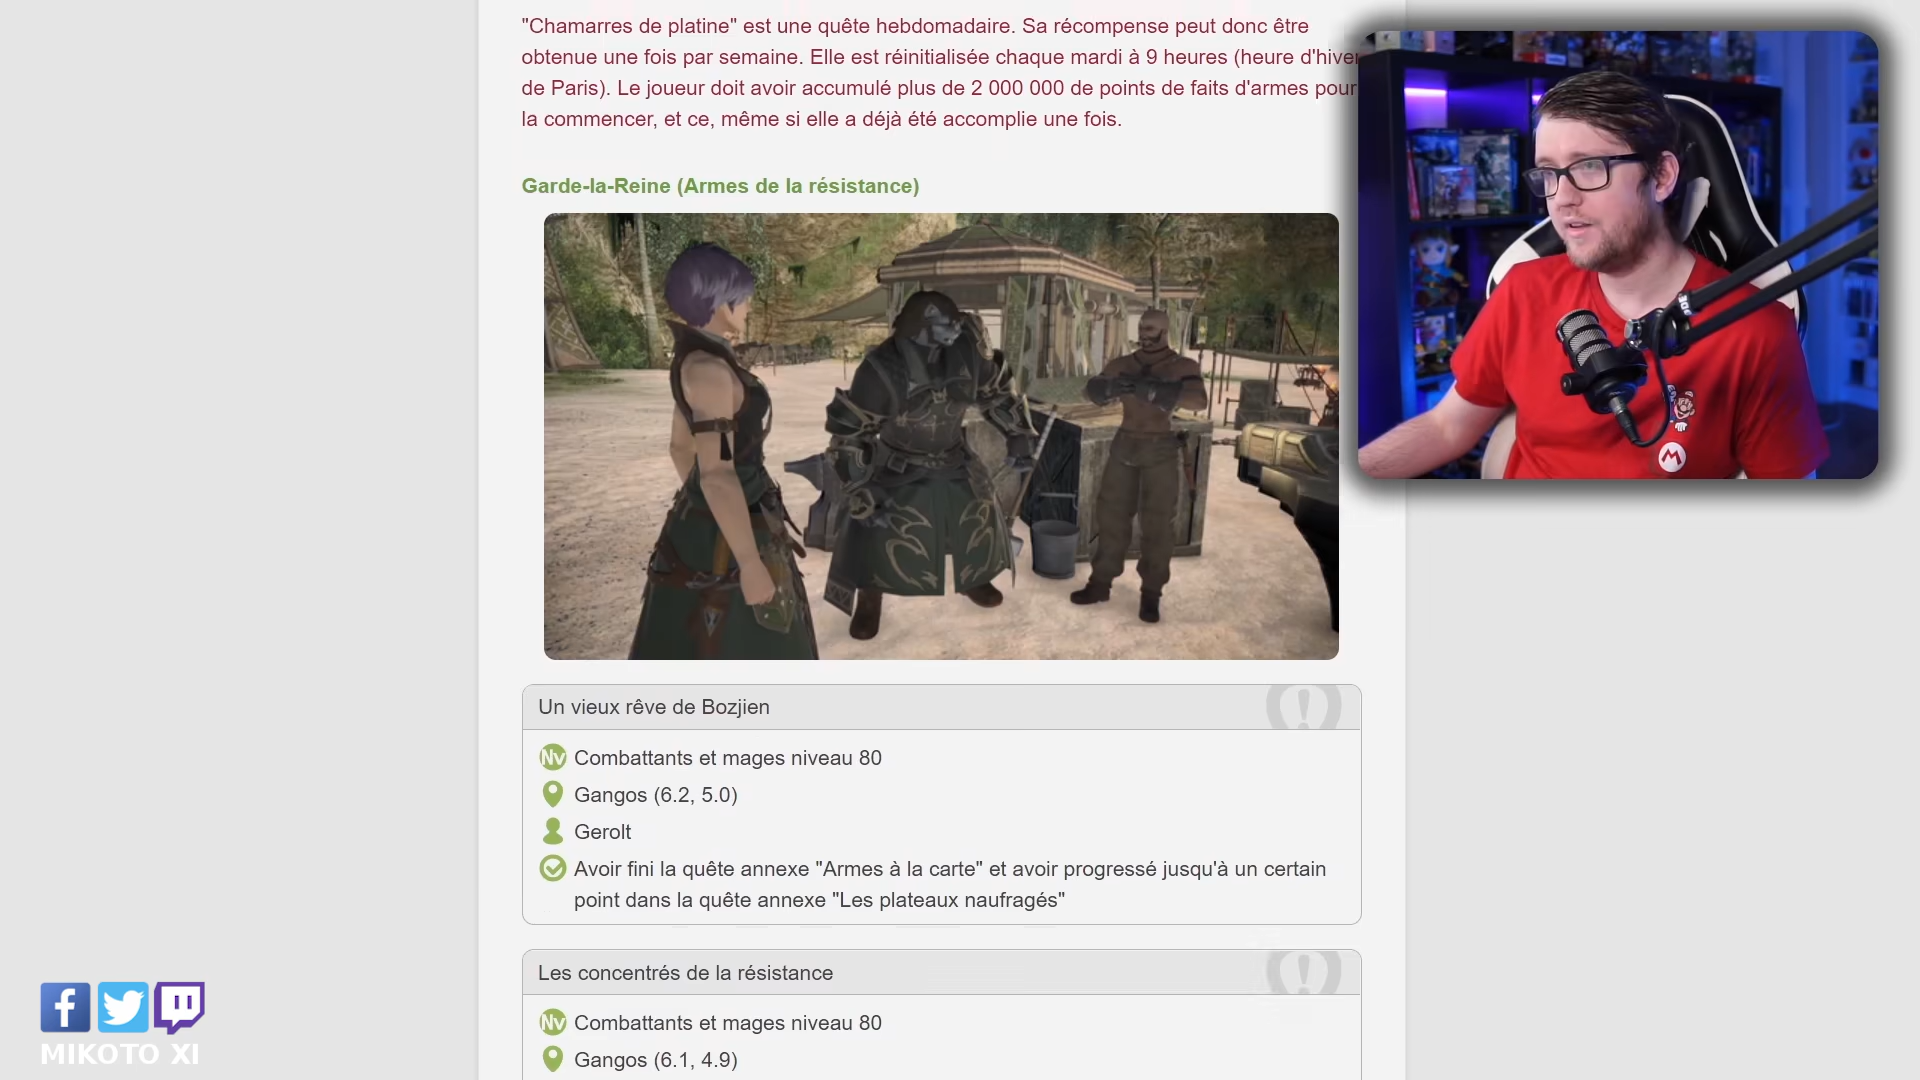 "Chamarres de platine" est une quête hebdomadaire. Sa récompense peut donc être
obtenue une fois par semaine. Elle est réinitialisée chaque mardi à 9 heures (heure d'hiver
de Paris). Le joueur doit avoir accumulé plus de 2 000 000 de points de faits d'armes pour
la commencer, et ce, même si elle a déjà été accomplie une fois.
Garde-la-Reine (Armes de la résistance)
Un vieux rêve de Bozjien
Nv Combattants et mages niveau 80
Gangos (6.2, 5.0)
Gerolt
Avoir fini la quête annexe "Armes à la carte" et avoir progressé jusqu'à un certain
point dans la quête annexe "Les plateaux naufragés"
Les concentrés de la résistance
Nv Combattants et mages niveau 80
Gangos (6.1, 4.9)
MIKOTO XI
M